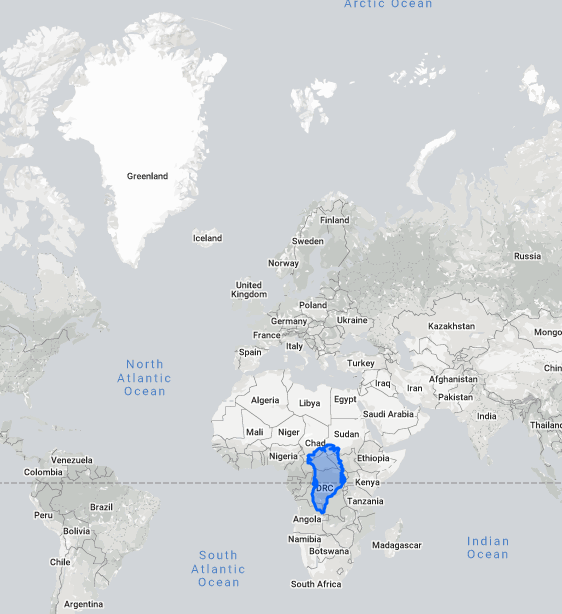 Arctic Ocean
Greenland
Iceland
Finland
Sweden
Norway
Russia
United
Kingdom
Poland
Germany
Ukraine
Kazakhstan
France
Italy
Spain
Mongo
North
Atlantic
Ocean
Turkey
Iraq
Iran
Afghanistan
Chin
Pakistan
Algeria
Libya
Egypt
Saudi Arabia
India
Mali
Niger
Chad
Sudan
Thailand
Nigeria
Ethiopia
Venezuela
Colombia
DRC
Kenya
Tanzania
Brazil
Peru
Angola
Bolivia
Namibia
Botswana
Madagascar
Indian
Ocean
Chile
South
Atlantic
Ocean
South Africa
Argentina